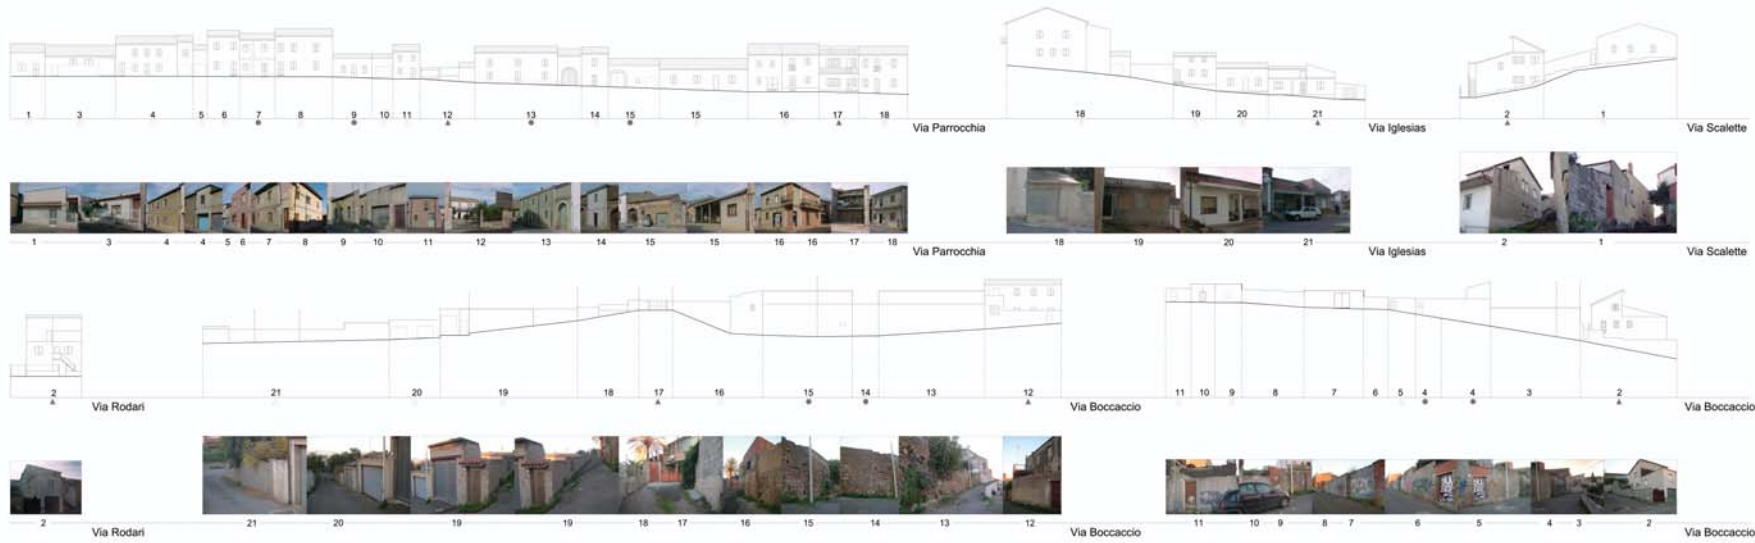 1 3 4 5 6 7 8 9 10 11 12 13 14 15 15 16 17 18 Via Parrocchia
18 19 20 21 Via Iglesias
2 1 Via Scalette
1 3 4 4 5 6 7 8 9 10 11 12 13 14 15 15 16 16 17 18 Via Parrocchia
18 19 20 21 Via Iglesias
2 1 Via Scalette
2 Via Rodari
21 20 19 18 17 16 15 14 13 12 Via Boccaccio
11 10 9 8 7 6 5 4 4 3 2 Via Boccaccio
2 Via Rodari
21 20 19 19 18 17 16 15 14 13 12 Via Boccaccio
11 10 9 8 7 6 5 4 3 2 Via Boccaccio